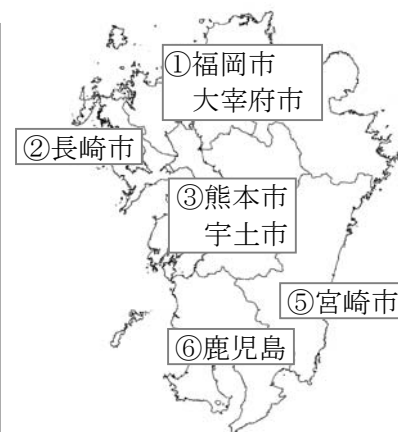 ①福岡市
大宰府市
②長崎市
③熊本市
宇土市
⑤宮崎市
⑥鹿児島